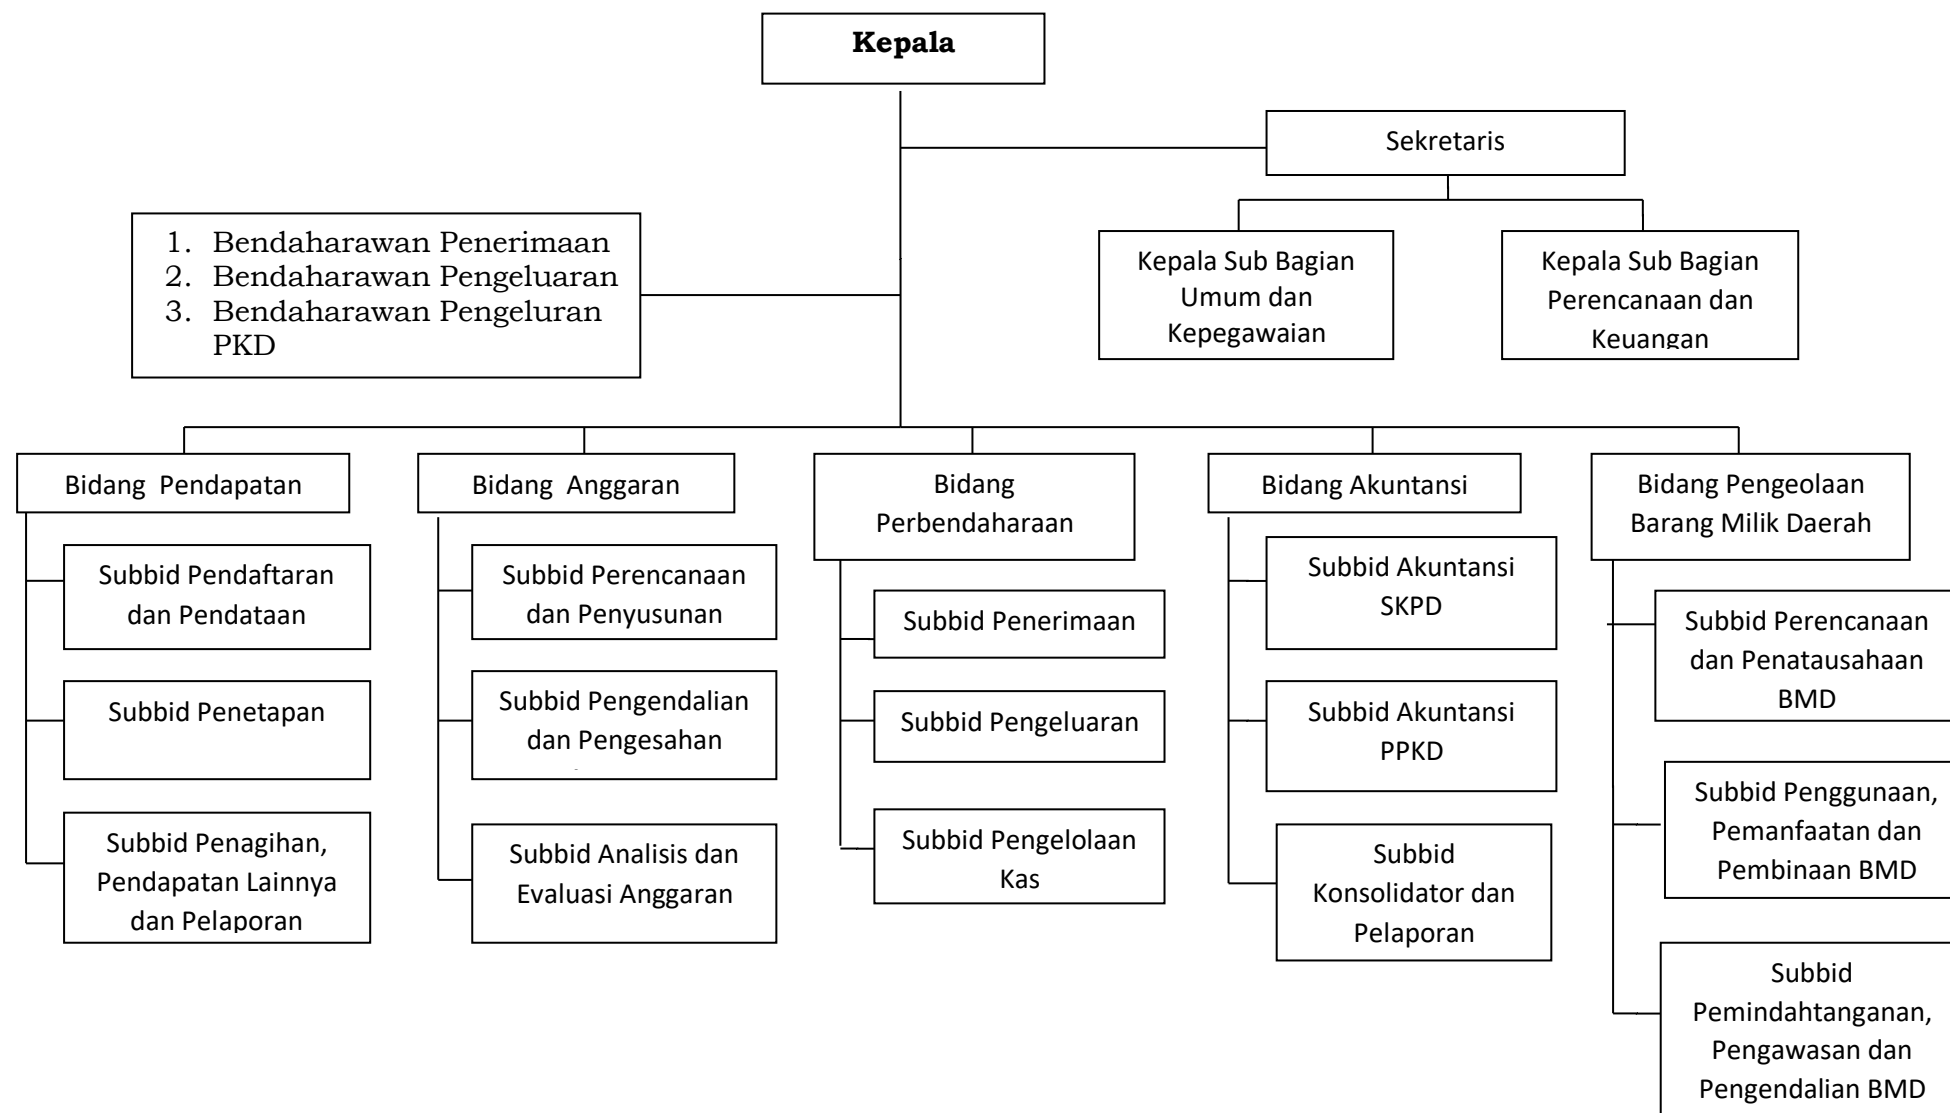 Kepala
Sekretaris
1. Bendaharawan Penerimaan
2. Bendaharawan Pengeluaran
3. Bendaharawan Pengeluran
PKD
Kepala Sub Bagian
Umum dan
Kepegawaian
Kepala Sub Bagian
Perencanaan dan
Keuangan
Bidang Pendapatan
Subbid Pendaftaran
dan Pendataan
Subbid Penetapan
Subbid Penagihan,
Pendapatan Lainnya
dan Pelaporan
Bidang Anggaran
Subbid Perencanaan
dan Penyusunan
Subbid Pengendalian
dan Pengesahan
Subbid Analisis dan
Evaluasi Anggaran
Bidang
Perbendaharaan
Subbid Penerimaan
Subbid Pengeluaran
Subbid Pengelolaan
Kas
Bidang Akuntansi
Subbid Akuntansi
SKPD
Subbid Akuntansi
PPKD
Subbid
Konsolidator dan
Pelaporan
Bidang Pengeolaan
Barang Milik Daerah
Subbid Perencanaan
dan Penatausahaan
BMD
Subbid Penggunaan,
Pemanfaatan dan
Pembinaan BMD
Subbid
Pemindahtanganan,
Pengawasan dan
Pengendalian BMD